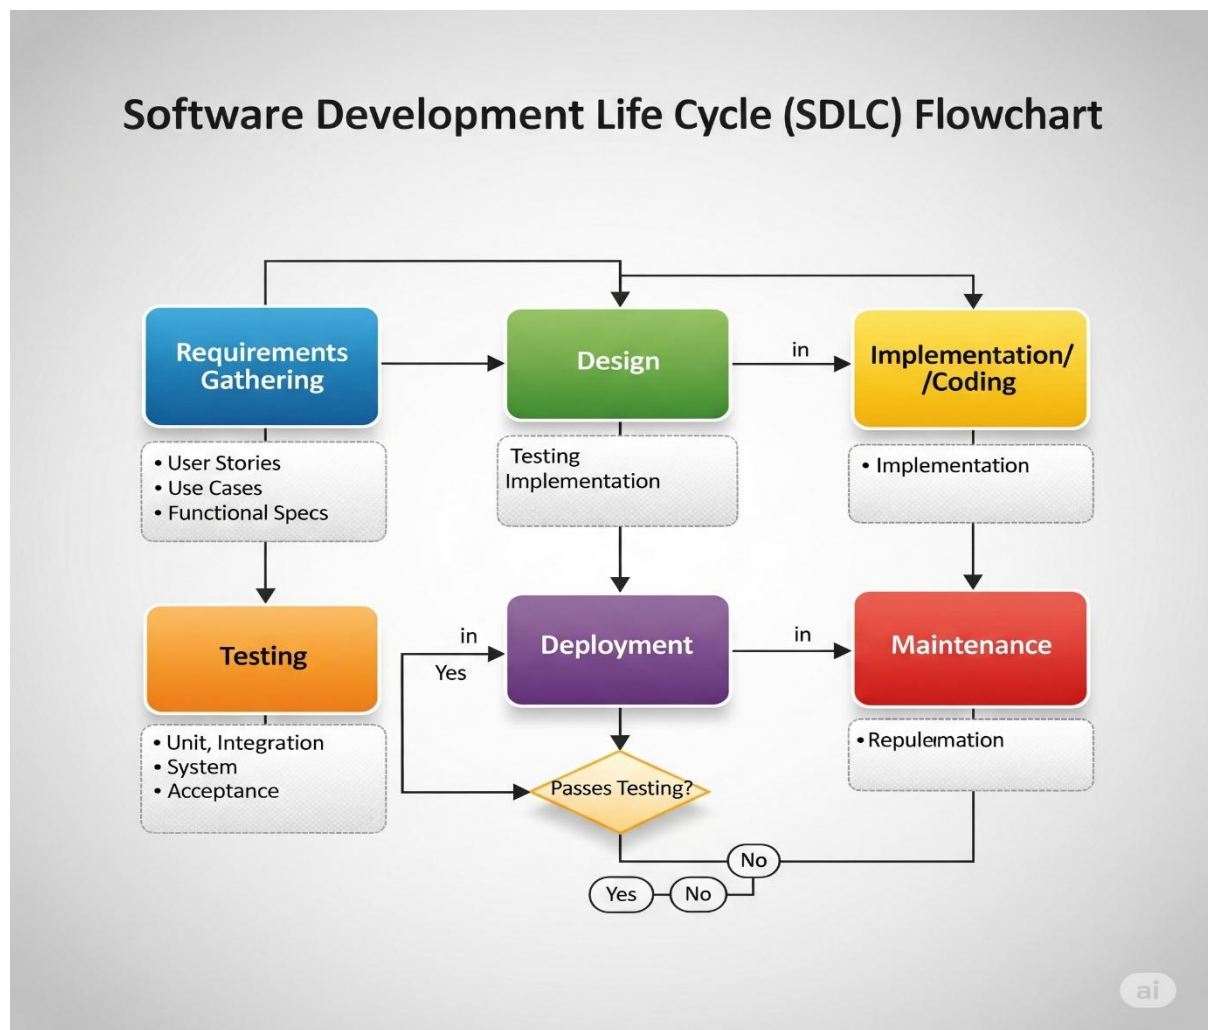 Software Development Life Cycle (SDLC) Flowchart
Requirements
Gathering
Design
in
Implementation/
/Coding
• User Stories
• Use Cases
• Functional Specs
Testing
Implementation
• Implementation
Testing
in
Yes
Deployment
in
Maintenance
• Unit, Integration
• System
• Acceptance
Passes Testing?
• Repulemation
No
Yes
No
ai